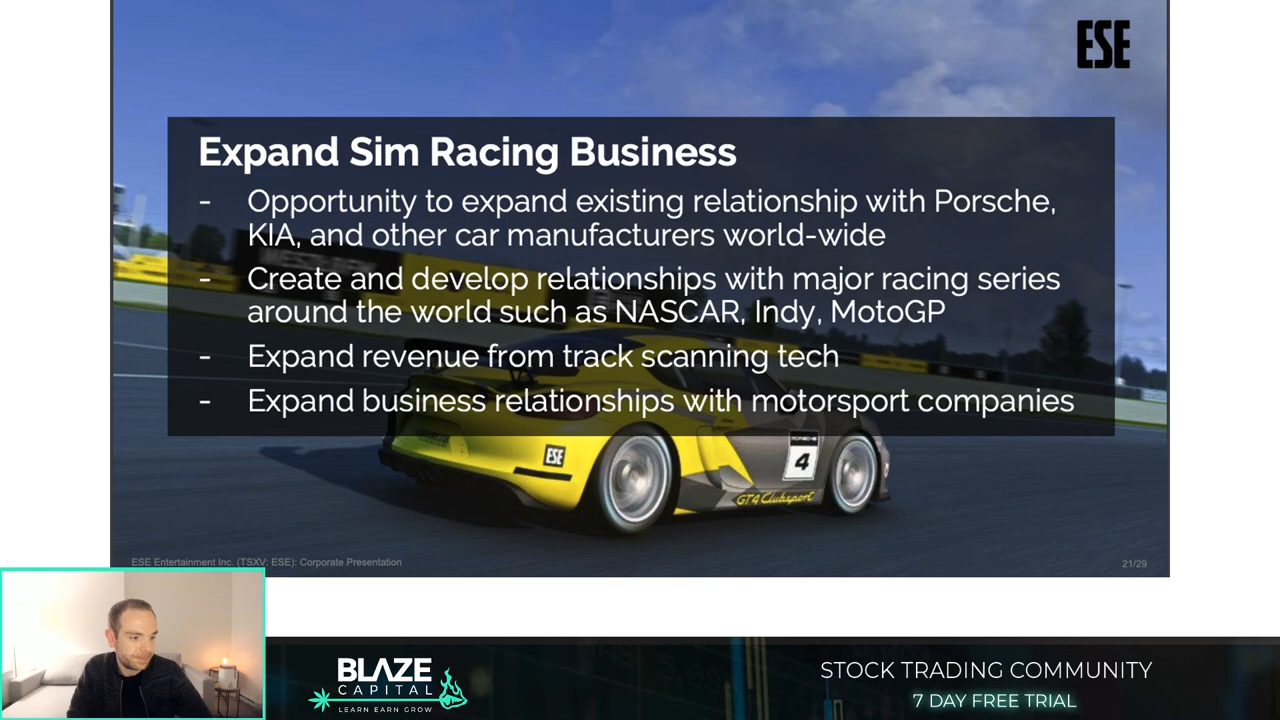 ESE
Expand Sim Racing Business
- Opportunity to expand existing relationship with Porsche,
KIA, and other car manufacturers world-wide
- Create and develop relationships with major racing series
around the world such as NASCAR, Indy, MotoGP
- Expand revenue from track scanning tech
- Expand business relationships with motorsport companies
PORSCHE
4
ESE
GT4 Clubsport
ESE Entertainment Inc. (TSXV: ESE): Corporate Presentation
21/29
BLAZE
CAPITAL
LEARN EARN GROW
STOCK TRADING COMMUNITY
7 DAY FREE TRIAL